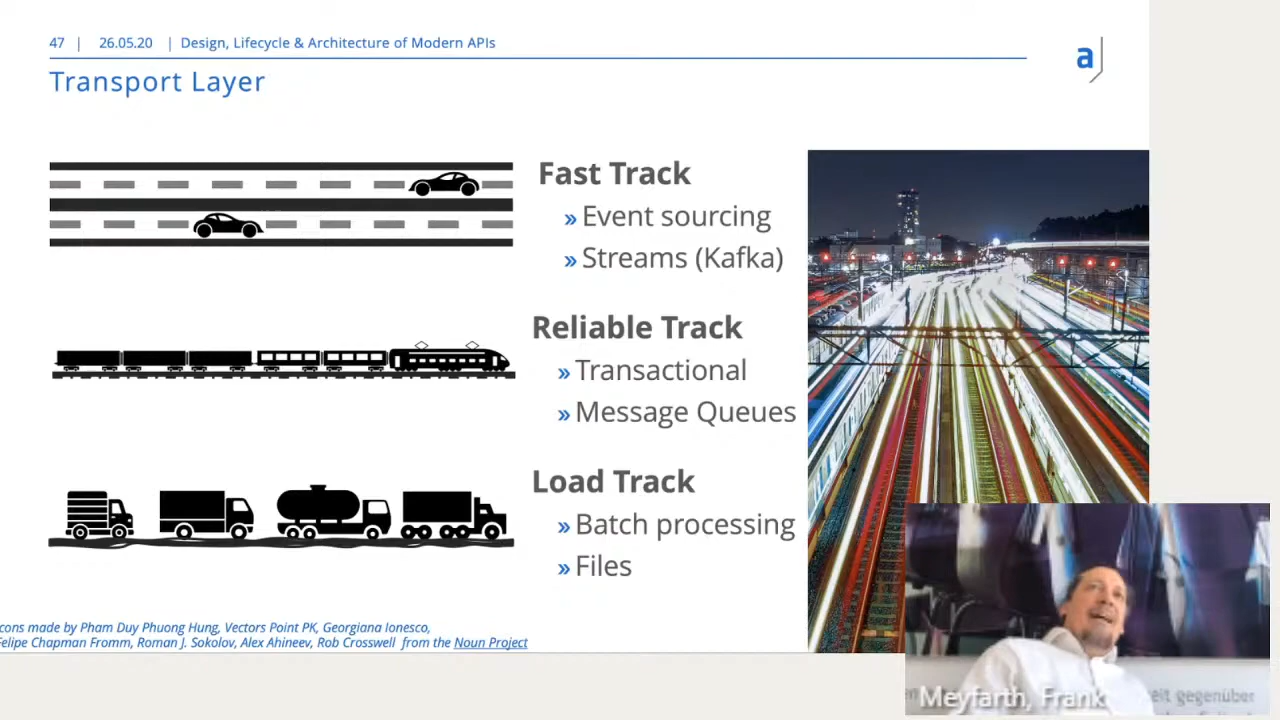 47 | 26.05.20 | Design, Lifecycle & Architecture of Modern APIs
a
Transport Layer
Fast Track
» Event sourcing
» Streams (Kafka)
Reliable Track
» Transactional
» Message Queues
Load Track
» Batch processing
» Files
cons made by Pham Duy Phuong Hung, Vectors Point PK, Georgiana Ionesco,
Felipe Chapman Fromm, Roman J. Sokolov, Alex Ahineev, Rob Crosswell from the Noun Project
Meyfarth, Frank
eit gegenüber